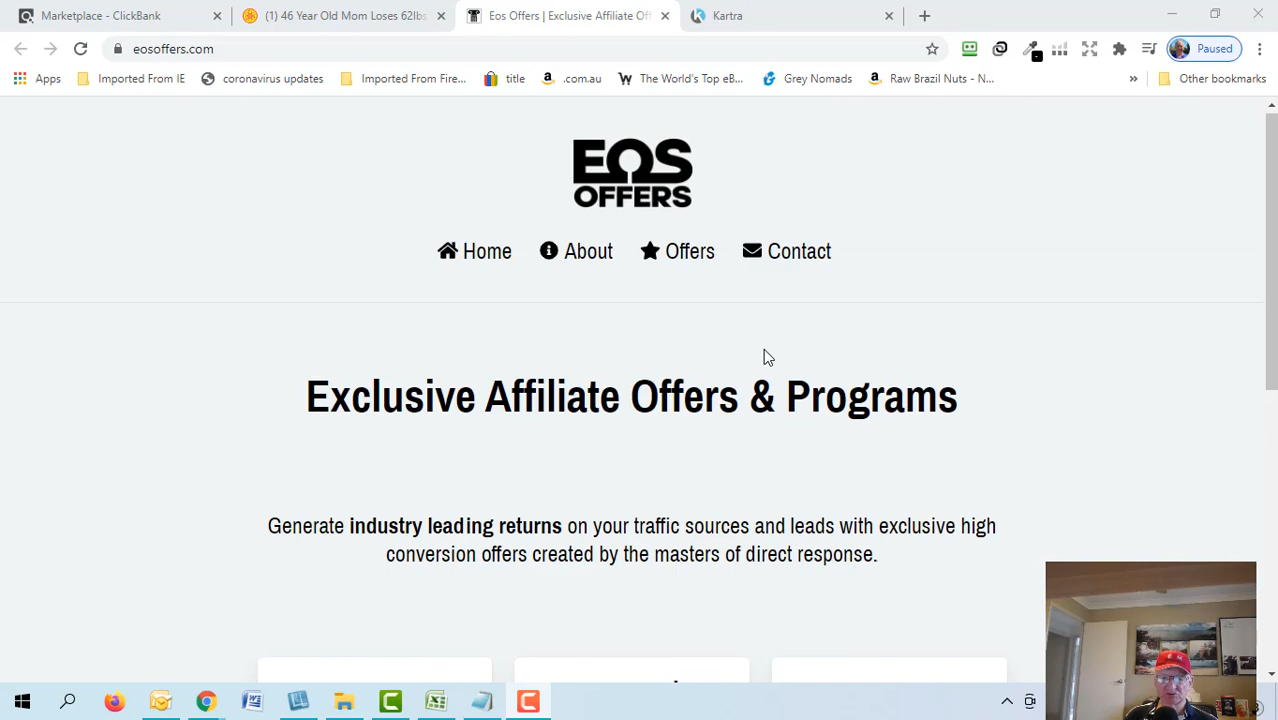 Marketplace - ClickBank
(1) 46 Year Old Mom Loses 62lbs
Eos Offers | Exclusive Affiliate Off
Kartra
eosoffers.com
Paused
Apps
Imported From IE
coronavirus updates
Imported From Fire...
title
.com.au
The World's Top eB...
Grey Nomads
Raw Brazil Nuts - N...
Other bookmarks
EOS
OFFERS
Home
About
Offers
Contact
Exclusive Affiliate Offers & Programs
Generate industry leading returns on your traffic sources and leads with exclusive high
conversion offers created by the masters of direct response.